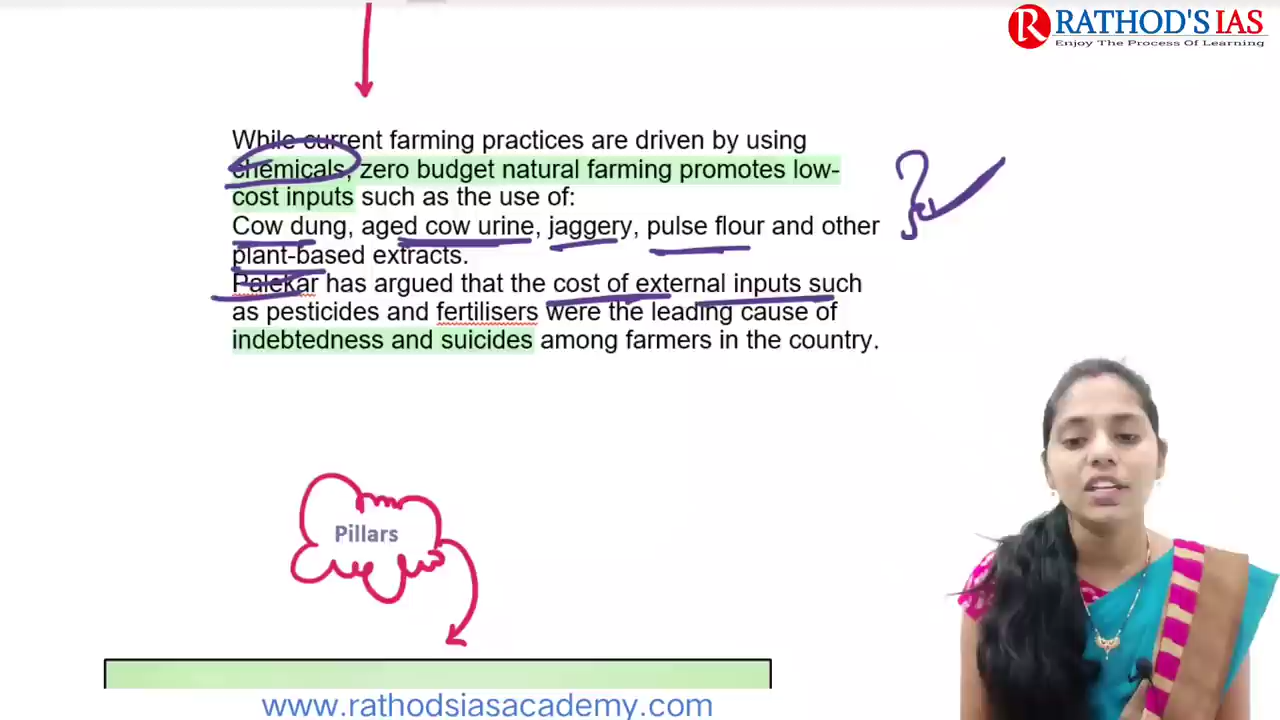 RATHOD'S IAS
Enjoy The Process Of Learning
While current farming practices are driven by using
chemicals, zero budget natural farming promotes low-
cost inputs such as the use of:
Cow dung, aged cow urine, jaggery, pulse flour and other
plant-based extracts.
Palekar has argued that the cost of external inputs such
as pesticides and fertilisers were the leading cause of
indebtedness and suicides among farmers in the country.
Pillars
www.rathodsiasacademy.com